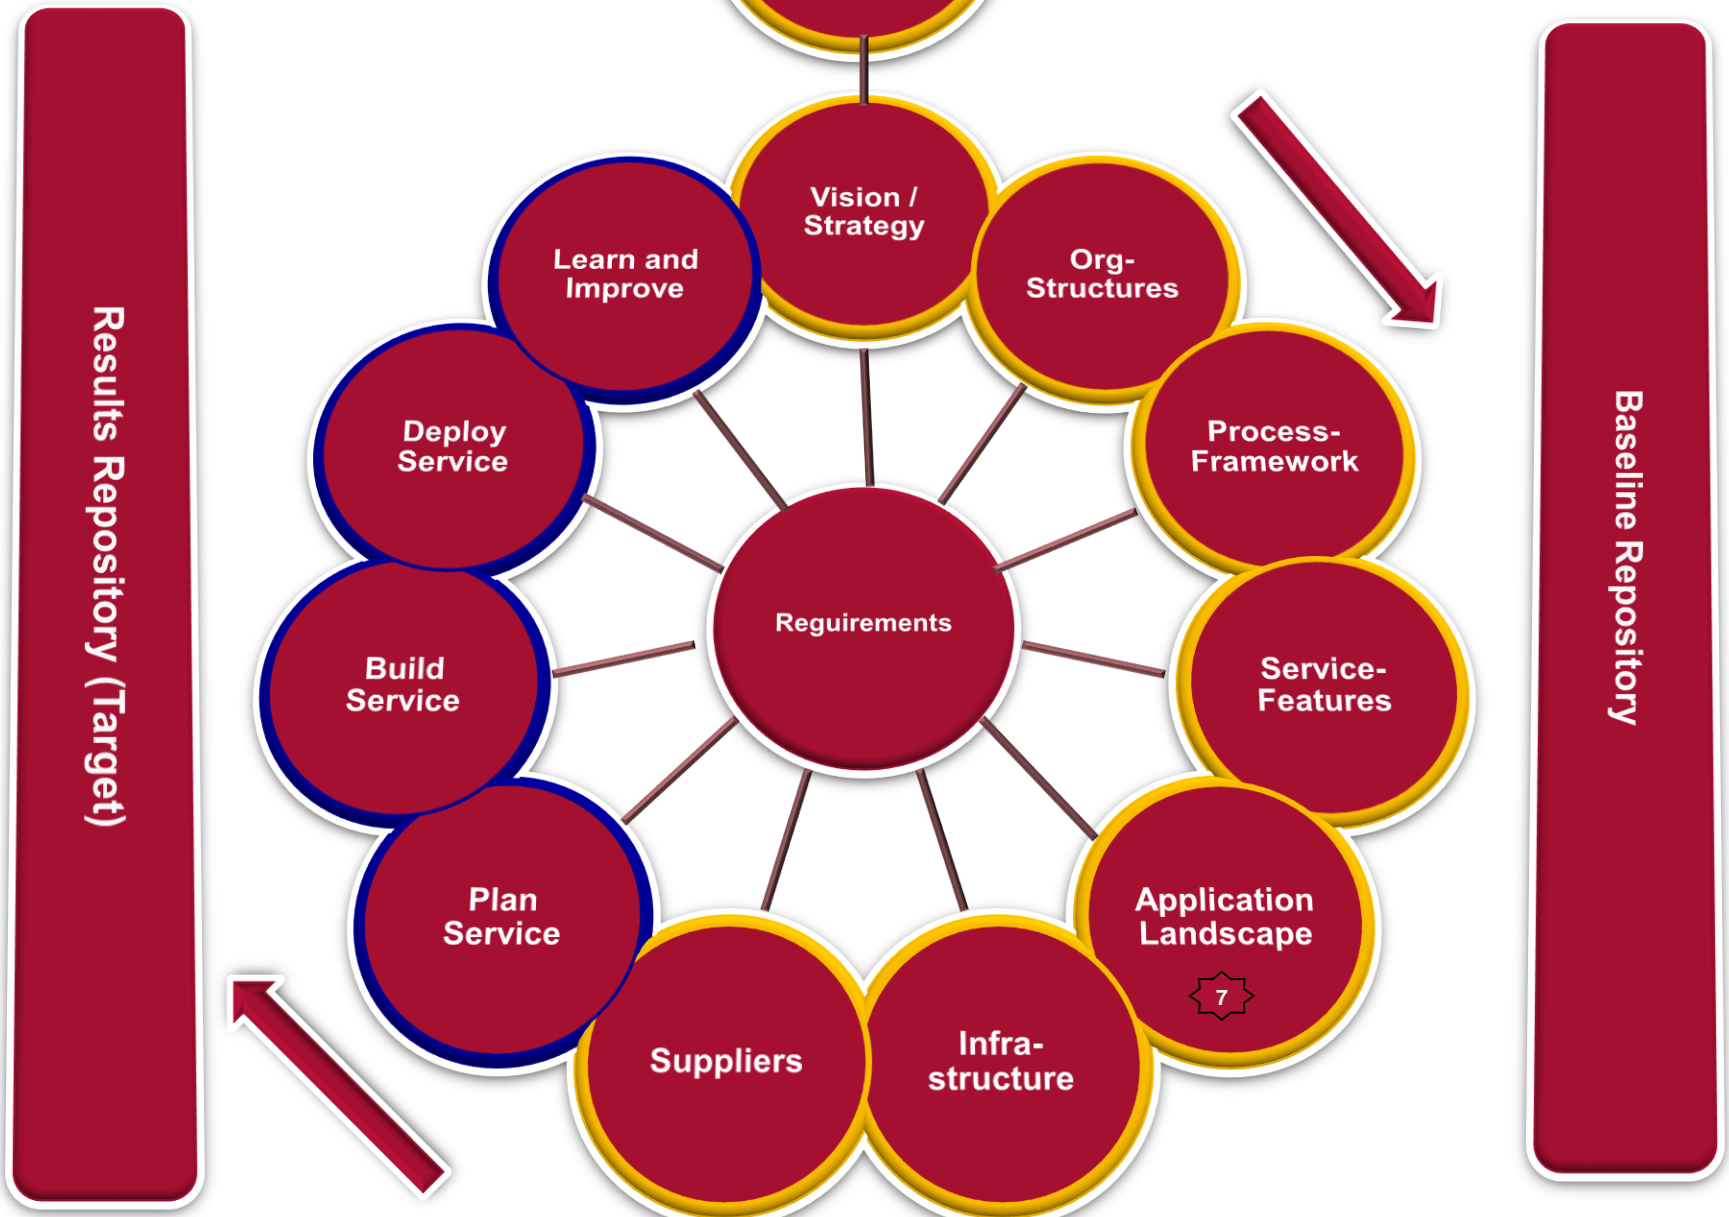 Results Repository (Target)
Vision /
Strategy
Learn and
Improve
Org-
Structures
Deploy
Service
Process-
Framework
Reguirements
Build
Service
Service-
Features
Plan
Service
Application
Landscape
7
Suppliers
Infra-
structure
Baseline Repository